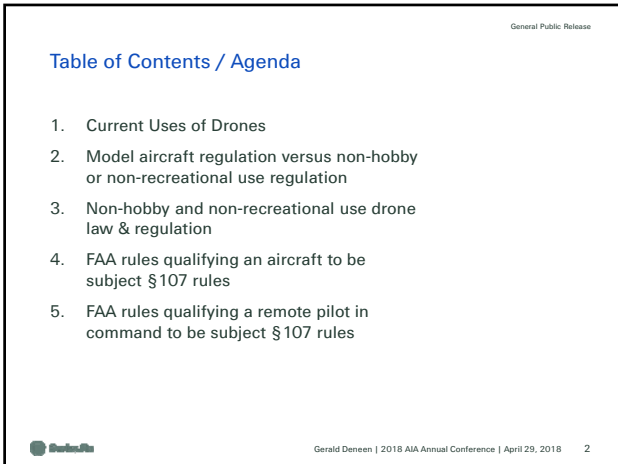 General Public Release
Table of Contents / Agenda
1. Current Uses of Drones
2. Model aircraft regulation versus non-hobby
or non-recreational use regulation
3. Non-hobby and non-recreational use drone
law & regulation
4. FAA rules qualifying an aircraft to be
subject §107 rules
5. FAA rules qualifying a remote pilot in
command to be subject §107 rules
Gerald Deneen | 2018 AIA Annual Conference | April 29, 2018 2